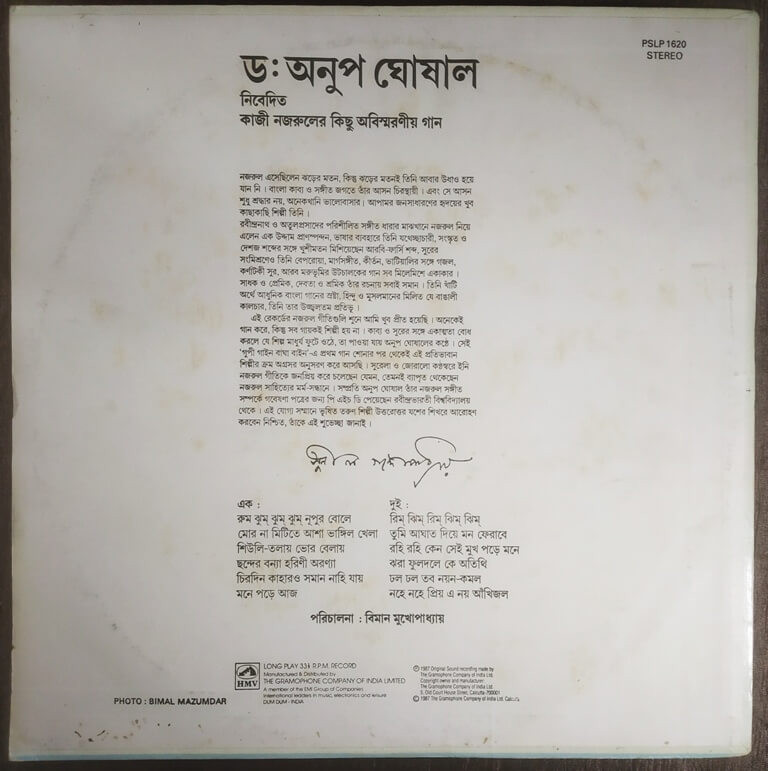 PSLP 1620
STEREO
ড: অনুপ ঘোষাল
নিবেদিত
কাজী নজরুলের কিছু অবিস্মরণীয় গান
নজরুল এসেছিলেন ঝড়ের মতন, কিন্তু ঝড়ের মতনই তিনি আবার উধাও হয়ে
যান নি । বাংলা কাব্য ও সঙ্গীত জগতে তাঁর আসন চিরস্থায়ী । এবং সে আসন
শুধু শ্রদ্ধার নয়, অনেকখানি ভালোবাসার। আপামর জনসাধারণের হৃদয়ের খুব
কাছাকাছি শিল্পী তিনি ।
রবীন্দ্রনাথ ও অতুলপ্রসাদের পরিশীলিত সঙ্গীত ধারার মাঝখানে নজরুল নিয়ে
এলেন এক উদ্দাম প্রাণস্পন্দন, ভাষার ব্যবহারে তিনি যথেচ্ছাচারী, সংস্কৃত ও
দেশজ শব্দের সঙ্গে খুশীমতন মিশিয়েছেন আরবি-ফার্সি শব্দ, সুরের
সংমিশ্রণেও তিনি বেপরোয়া, মার্গসঙ্গীত, কীর্তন, ভাটিয়ালির সঙ্গে গজল,
কর্ণাটকী সুর, আরব মরুভূমির উটচালকের গান সব মিলেমিশে একাকার ।
সাধক ও প্রেমিক, দেবতা ও শ্রমিক তাঁর রচনায় সবাই সমান । তিনি খাঁটি
অর্থে আধুনিক বাংলা গানের স্রষ্টা, হিন্দু ও মুসলমানের মিলিত যে বাঙালী
কালচার, তিনি তার উজ্জ্বলতম প্রতিভূ ।
এই রেকর্ডের নজরুল গীতিগুলি শুনে আমি খুব প্রীত হয়েছি । অনেকেই
গান করে, কিন্তু সব গায়কই শিল্পী হয় না । কাব্য ও সুরের সঙ্গে একাত্মতা বোধ
করলে যে শিল্প মাধুর্য ফুটে ওঠে, তা পাওয়া যায় অনুপ ঘোষালের কণ্ঠে । সেই
'গুপী গাইন বাঘা বাইন'-এ প্রথম গান শোনার পর থেকেই এই প্রতিভাবান
শিল্পীর ক্রম অগ্রসর অনুসরণ করে আসছি । সুরেলা ও জোরালো কণ্ঠস্বরে ইনি
নজরুল গীতিকে জনপ্রিয় করে চলেছেন যেমন, তেমনই ব্যাপৃত থেকেছেন
নজরুল সাহিত্যের মর্ম-সন্ধানে । সম্প্রতি অনুপ ঘোষাল তাঁর নজরুল সঙ্গীত
সম্পর্কে গবেষণা পত্রের জন্য পি এইচ ডি পেয়েছেন রবীন্দ্রভারতী বিশ্ববিদ্যালয়
থেকে । এই যোগ্য সম্মানে ভূষিত তরুণ শিল্পী উত্তরোত্তর যশের শিখরে আরোহণ
করবেন নিশ্চিত, তাঁকে এই শুভেচ্ছা জানাই ।
সুনীল গঙ্গোপাধ্যায়
এক :
রুম ঝুম্ ঝুম্ ঝুম্ নূপুর বোলে
মোর না মিটিতে আশা ভাঙ্গিল খেলা
শিউলি-তলায় ভোর বেলায়
ছন্দের বন্যা হরিণী অরণ্যা
চিরদিন কাহারও সমান নাহি যায়
মনে পড়ে আজ
দুই :
রিম্ ঝিম্ রিম্ ঝিম্ ঝিম্
তুমি আঘাত দিয়ে মন ফেরাবে
রহি রহি কেন সেই মুখ পড়ে মনে
ঝরা ফুলদলে কে অতিথি
ঢল ঢল তব নয়ন-কমল
নহে নহে প্রিয় এ নয় আঁখিজল
পরিচালনা : বিমান মুখোপাধ্যায়
HMV
LONG PLAY 33⅓ R.P.M. RECORD
Manufactured & Distributed by
THE GRAMOPHONE COMPANY OF INDIA LIMITED
A member of the EMI Group of Companies
International leaders in music, electronics and leisure
DUM DUM - INDIA
℗ 1987 Original Sound recording made by
The Gramophone Company of India Ltd.
Copyright owner and manufacturer:
The Gramophone Company of India Ltd.
5, Old Court House Street, Calcutta-700001
© 1987 The Gramophone Company of India Ltd, Calcutta
PHOTO : BIMAL MAZUMDAR